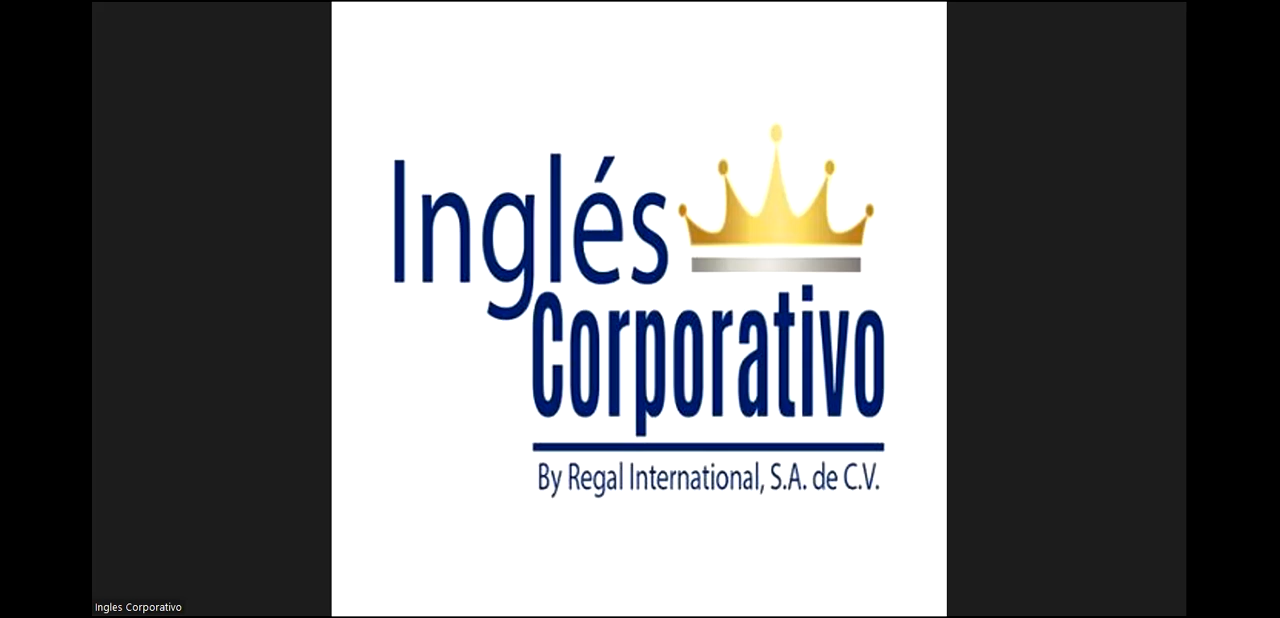 Inglés
Corporativo
By Regal International, S.A. de C.V.
Ingles Corporativo